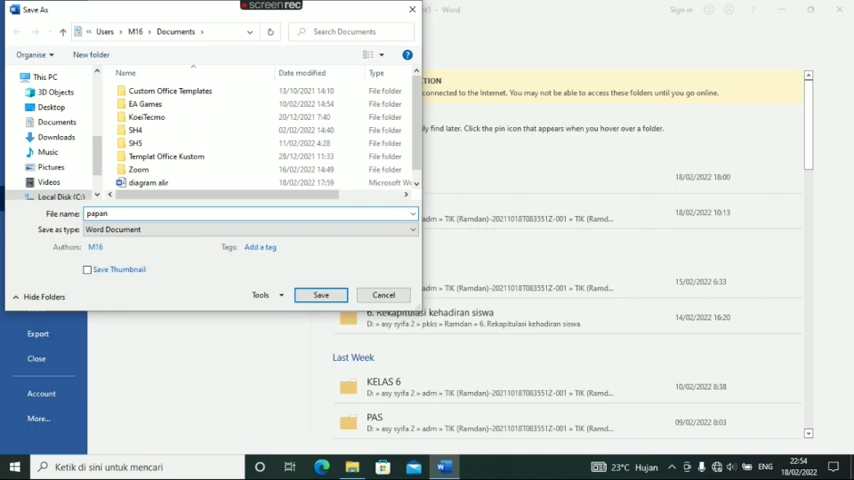 Save As
screenrec
t1 - Word
Sign in
?
« Users > M16 > Documents >
Search Documents
Organise
New folder
?
TION
connected to the Internet. You may not be able to access these folders until you go online.
Name
Date modified
Type
This PC
3D Objects
Desktop
Documents
Downloads
Music
Pictures
Videos
Local Disk (C:)
Custom Office Templates 13/10/2021 14:10 File folder
EA Games 10/02/2022 14:54 File folder
KoeiTecmo 20/12/2021 7:40 File folder
SH4 02/02/2022 14:40 File folder
SH5 11/02/2022 4:28 File folder
Templat Office Kustom 28/12/2021 11:33 File folder
Zoom 16/02/2022 14:49 File folder
diagram alir 18/02/2022 17:59 Microsoft Wo
ly find later. Click the pin icon that appears when you hover over a folder.
18/02/2022 18:00
File name: papan
18/02/2022 10:13
adm » TIK (Ramdan)-20211018T083551Z-001 » TIK (Ramd...
Save as type: Word Document
Authors: M16
Tags: Add a tag
Save Thumbnail
15/02/2022 6:33
adm » TIK (Ramdan)-20211018T083551Z-001 » TIK (Ramd...
Hide Folders
Tools
Save
Cancel
6. Rekapitulasi kehadiran siswa
14/02/2022 16:20
D: » asy syifa 2 » pkks » Ramdan » 6. Rekapitulasi kehadiran siswa
Export
Close
Account
More...
Last Week
KELAS 6
10/02/2022 8:38
D: » asy syifa 2 » adm » TIK (Ramdan)-20211018T083551Z-001 » TIK (Ramd...
PAS
09/02/2022 8:03
D: » asy syifa 2 » adm » TIK (Ramdan)-20211018T083551Z-001 » TIK (Ramd...
Ketik di sini untuk mencari
23°C Hujan
ENG
22:54
18/02/2022